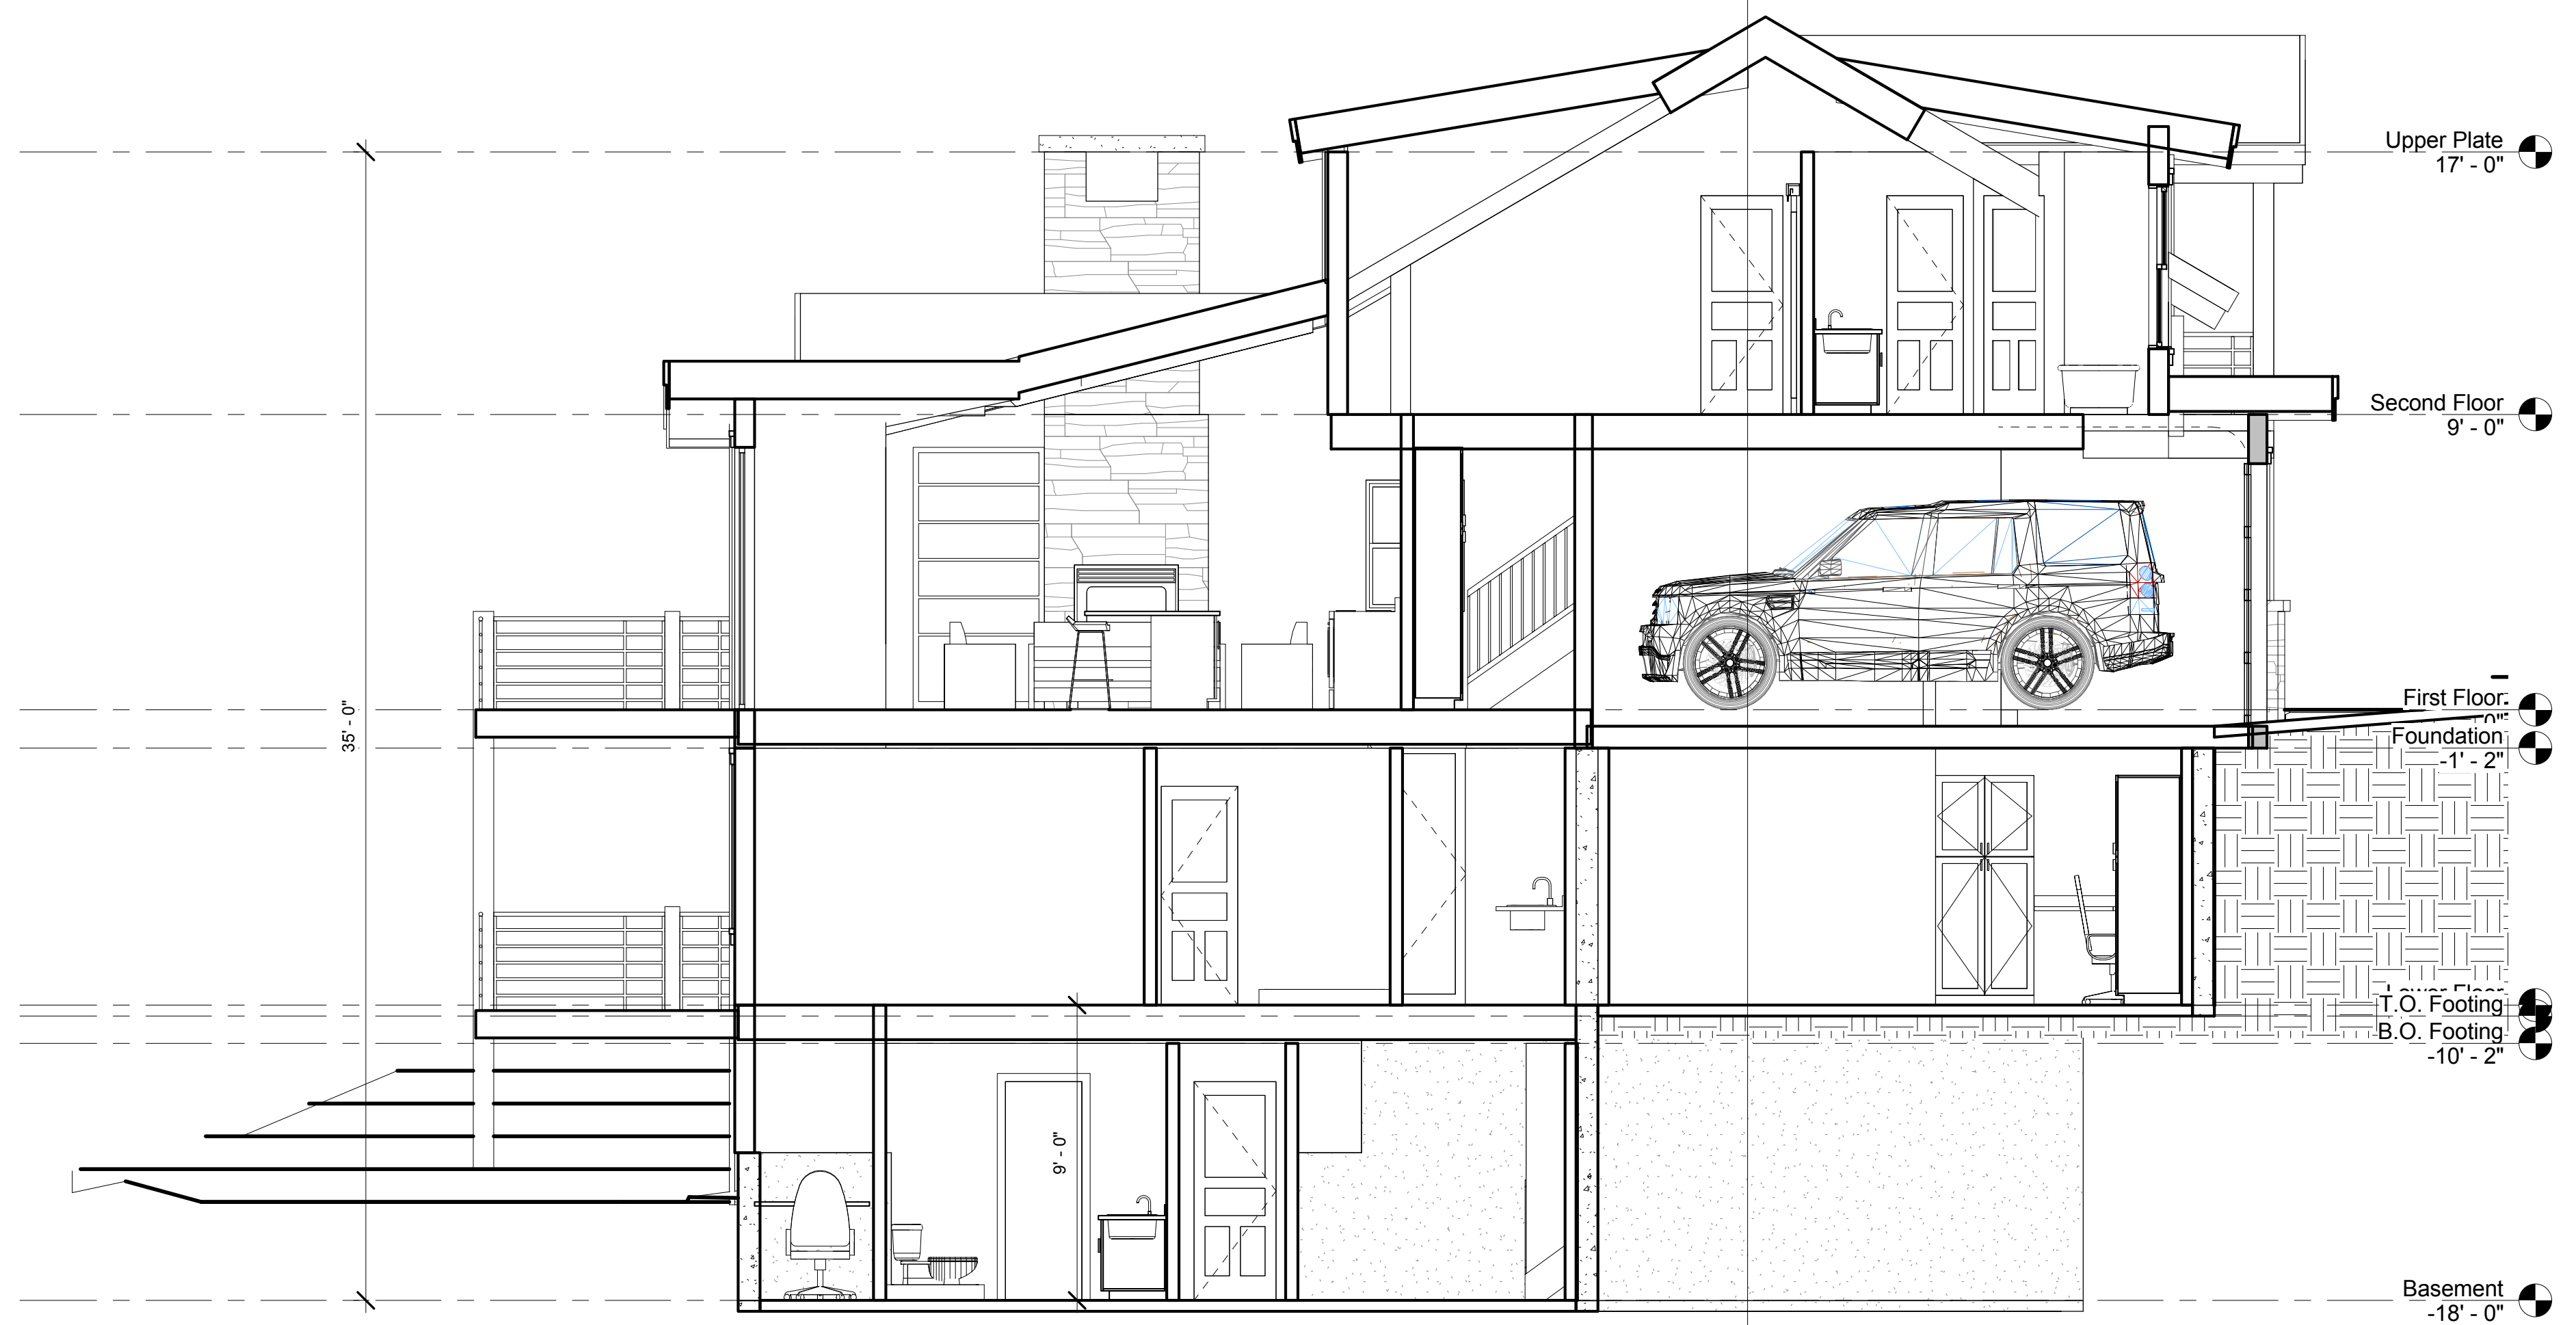 Upper Plate
17' - 0"
Second Floor
9' - 0"
35' - 0"
First Floor
0"
Foundation
-1' - 2"
T.O. Footing
B.O. Footing
-10' - 2"
9' - 0"
Basement
-18' - 0"